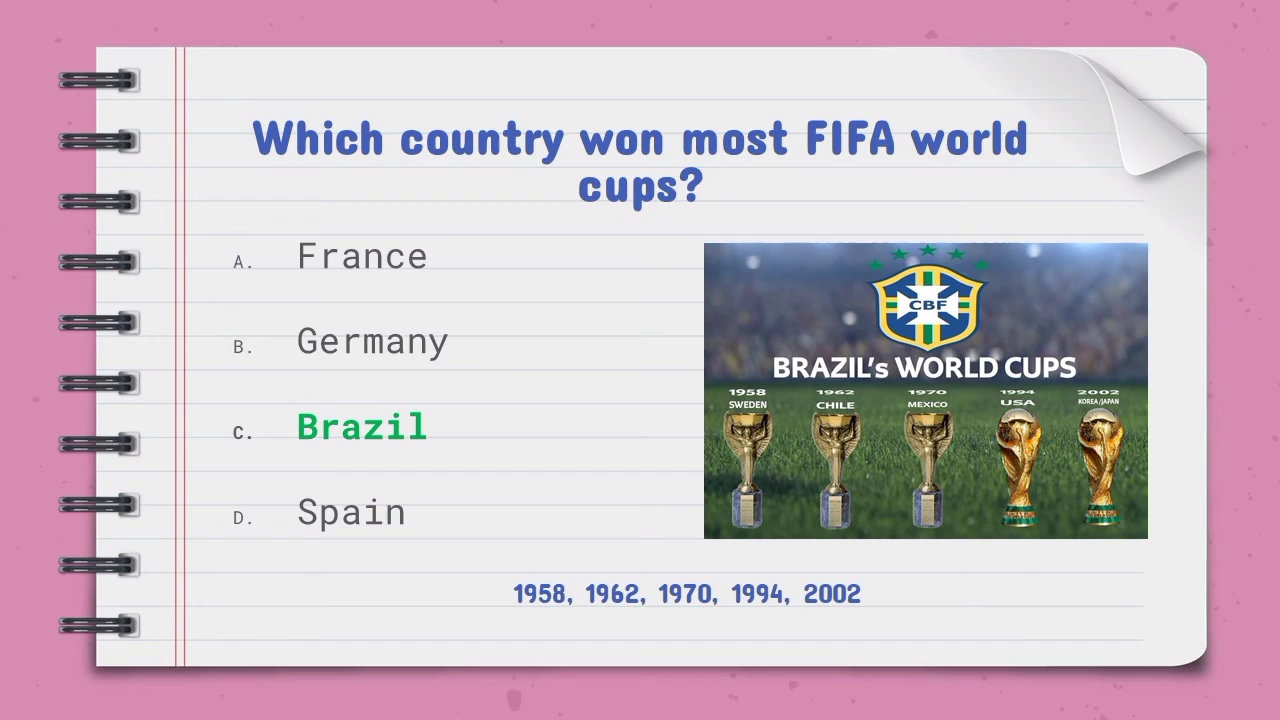 Which country won most FIFA world
cups?
A. France
B. Germany
C. Brazil
D. Spain
CBF
BRAZIL's WORLD CUPS
1958 1962 1970 1994 2002
SWEDEN CHILE MEXICO USA KOREA/JAPAN
1958, 1962, 1970, 1994, 2002